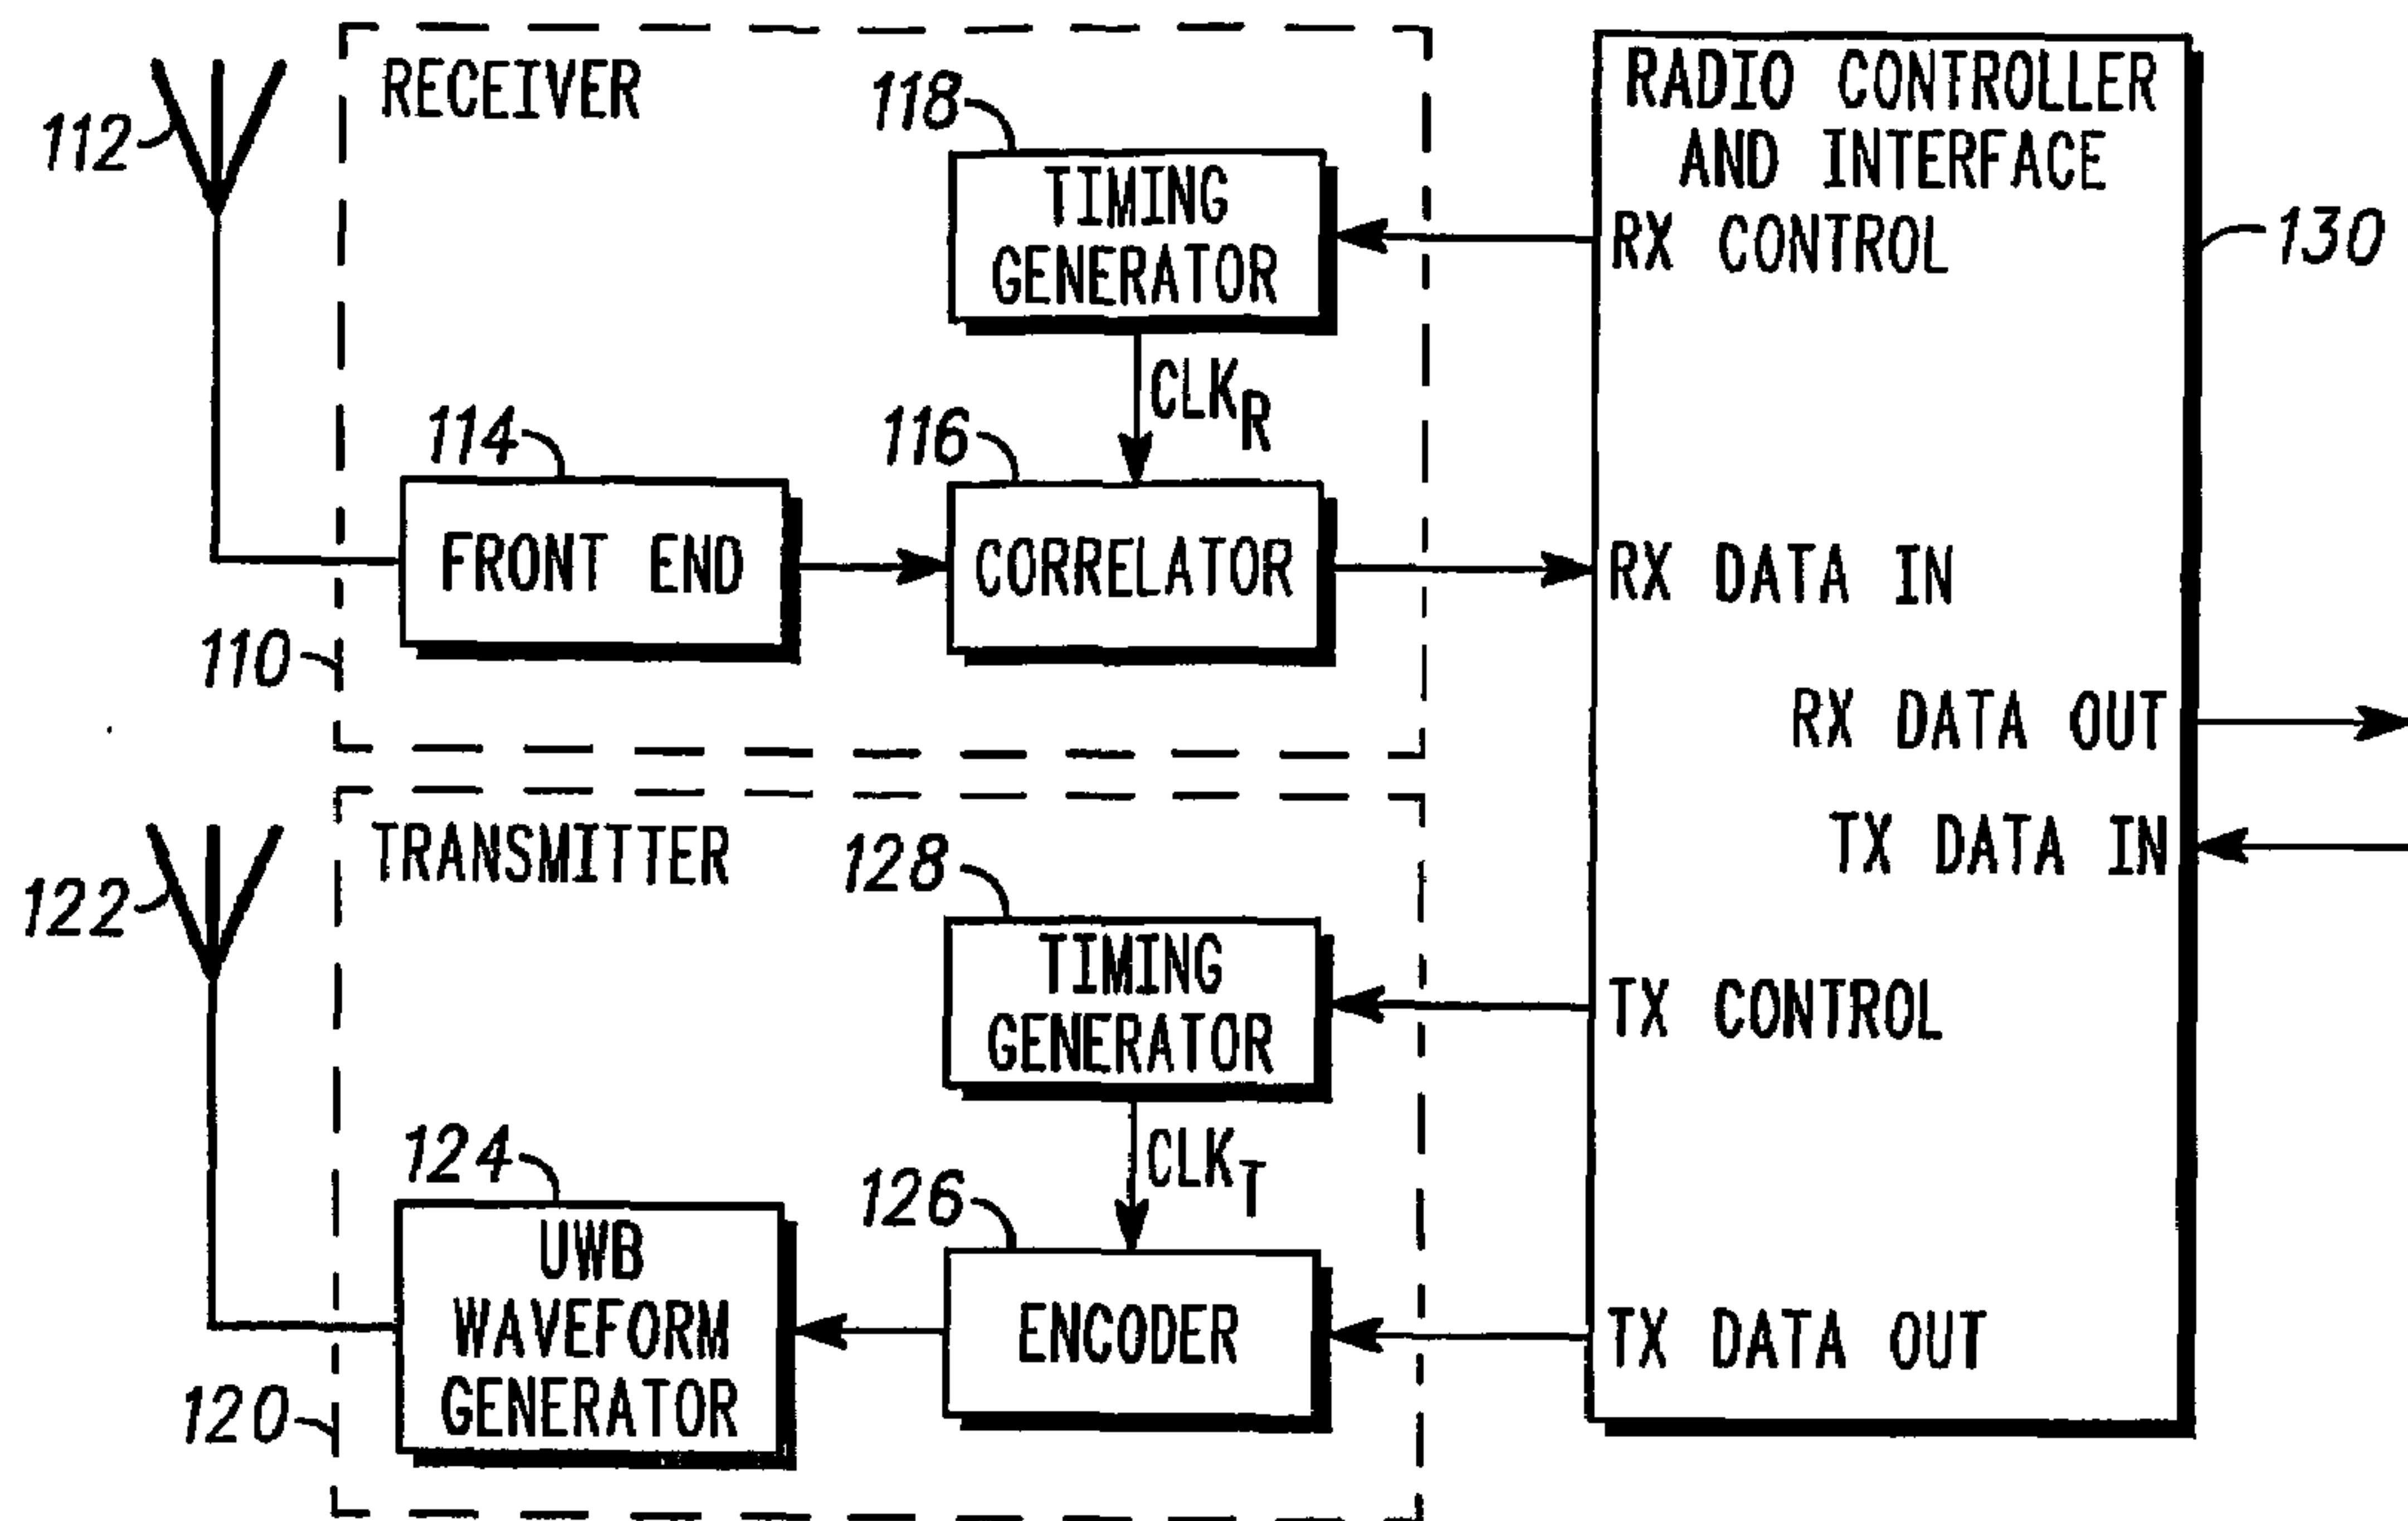 RECEIVER
112
118
TIMING
GENERATOR
CLKR
114
116
FRONT END
CORRELATOR
110
RADIO CONTROLLER
AND INTERFACE
RX CONTROL
130
RX DATA IN
RX DATA OUT
TX DATA IN
TX CONTROL
TX DATA OUT
TRANSMITTER
122
128
TIMING
GENERATOR
CLKT
124
126
UWB
WAVEFORM
GENERATOR
ENCODER
120